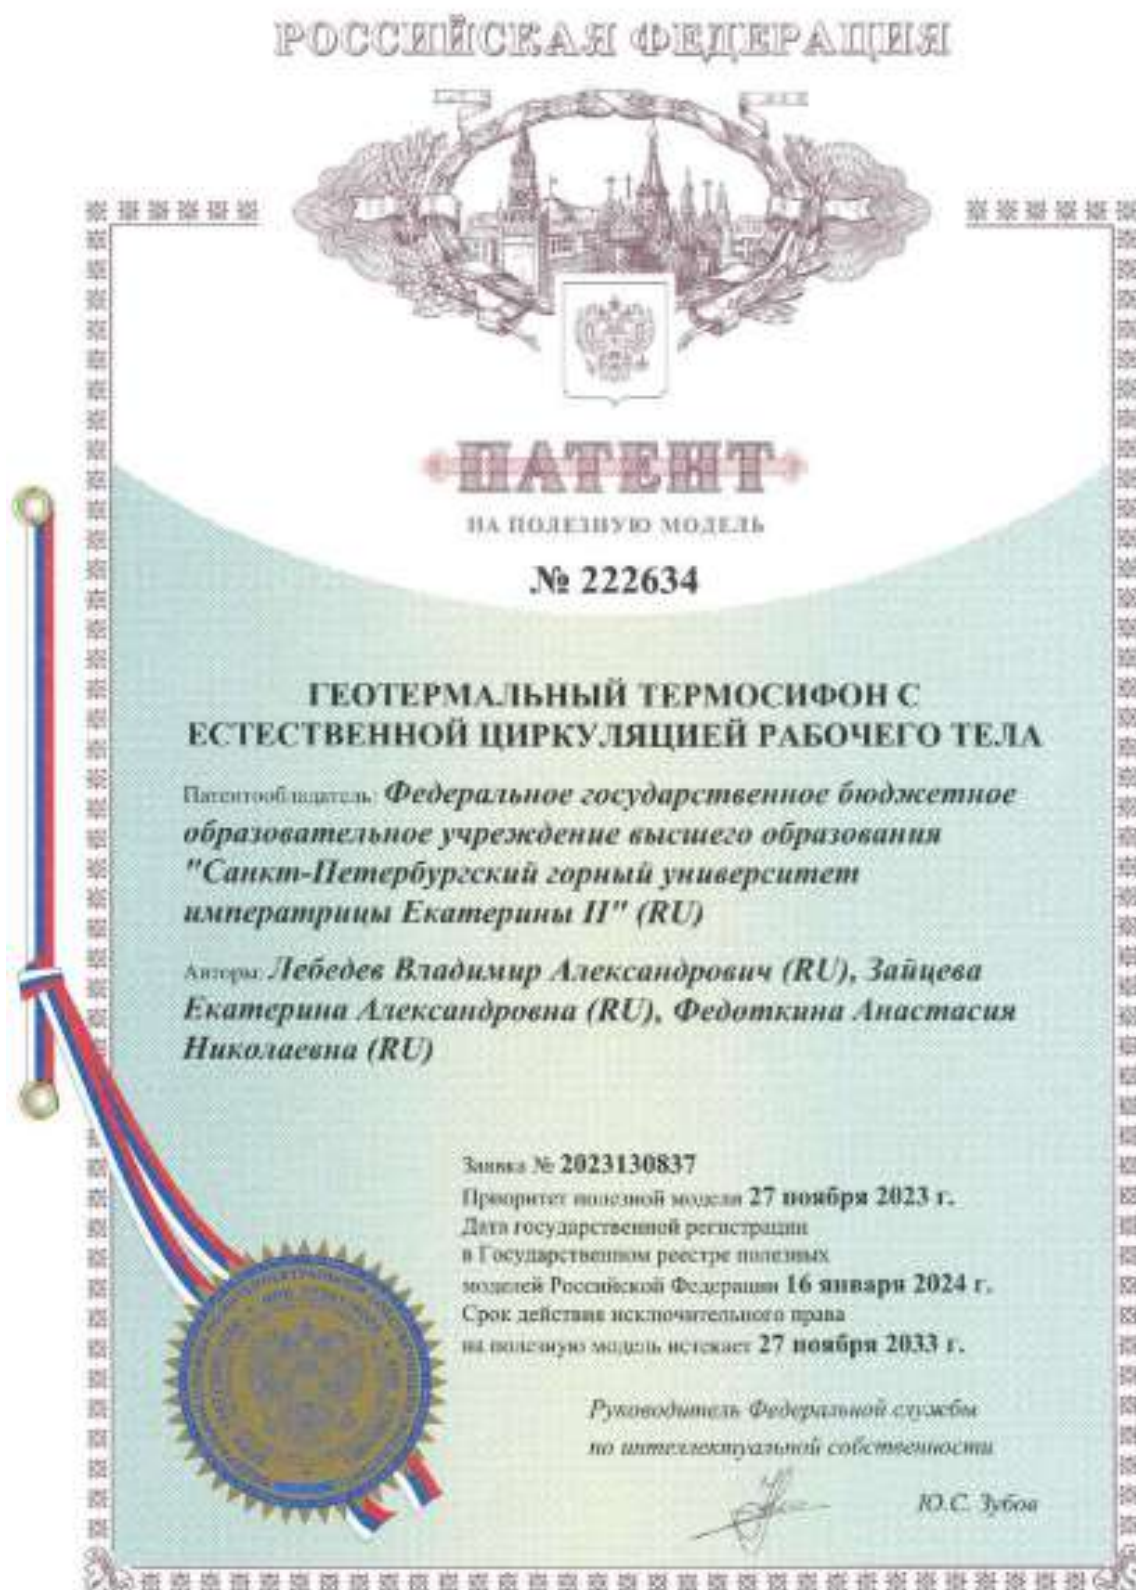 РОССИЙСКАЯ ФЕДЕРАЦИЯ
ПАТЕНТ
НА ПОЛЕЗНУЮ МОДЕЛЬ
№ 222634
ГЕОТЕРМАЛЬНЫЙ ТЕРМОСИФОН С
ЕСТЕСТВЕННОЙ ЦИРКУЛЯЦИЕЙ РАБОЧЕГО ТЕЛА
Патентообладатель: Федеральное государственное бюджетное
образовательное учреждение высшего образования
"Санкт-Петербургский горный университет
императрицы Екатерины II" (RU)
Авторы: Лебедев Владимир Александрович (RU), Зайцева
Екатерина Александровна (RU), Федоткина Анастасия
Николаевна (RU)
Заявка № 2023130837
Приоритет полезной модели 27 ноября 2023 г.
Дата государственной регистрации
в Государственном реестре полезных
моделей Российской Федерации 16 января 2024 г.
Срок действия исключительного права
на полезную модель истекает 27 ноября 2033 г.
Руководитель Федеральной службы
по интеллектуальной собственности
Ю.С. Зубов